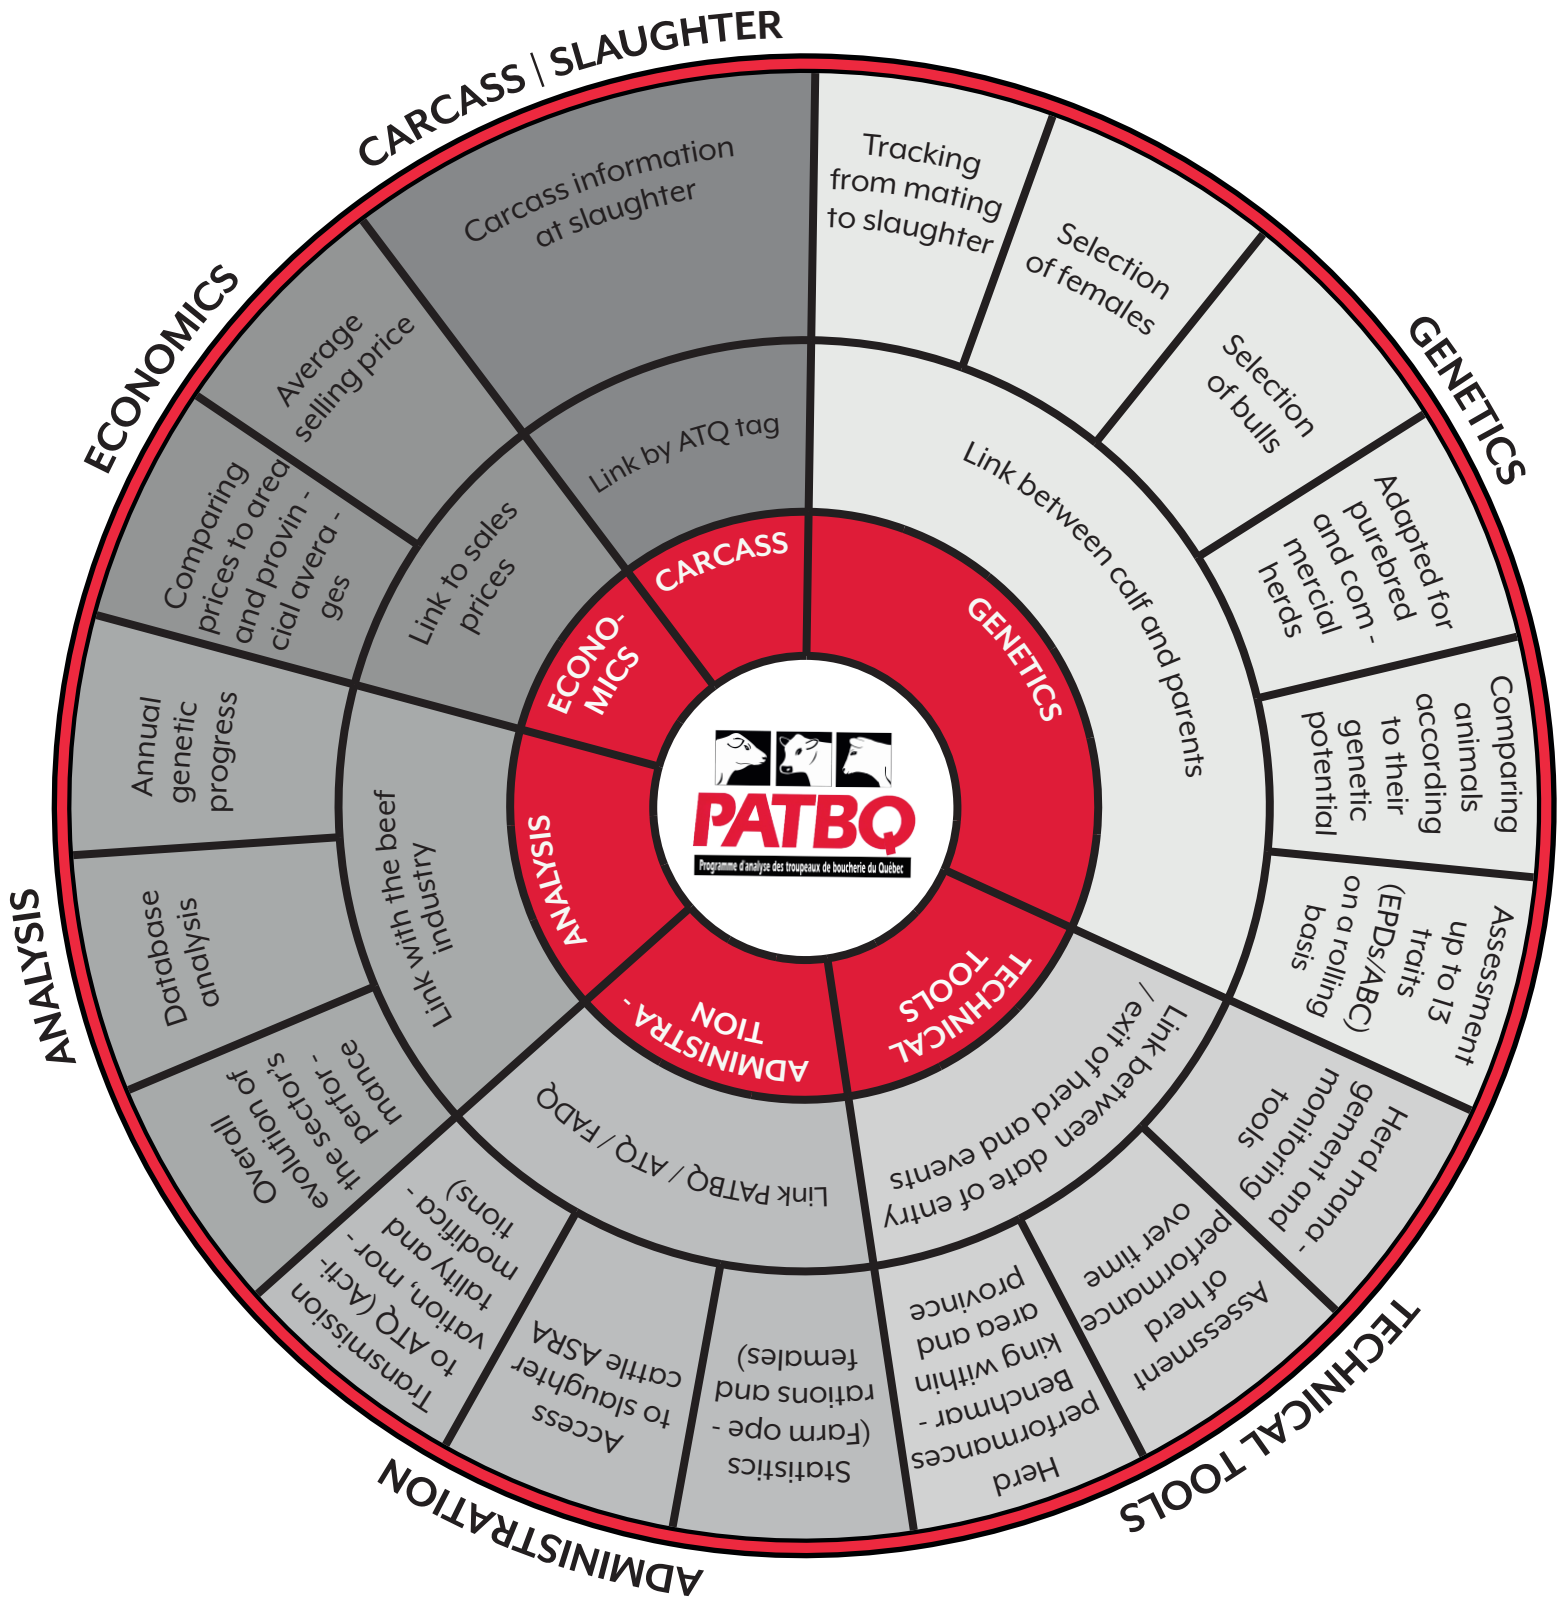 CARCASS | SLAUGHTER
GENETICS
TECHNICAL TOOLS
ADMINISTRATION
ANALYSIS
ECONOMICS
Carcass information
at slaughter
Link by ATQ tag
CARCASS
Tracking
from mating
to slaughter
Selection
of females
Selection
of bulls
Adapted for
purebred
and com -
mercial
herds
Comparing
animals
according
to their
genetic
potential
Assessment
up to 13
traits
(EPDs/ABC)
on a rolling
basis
Link between calf and parents
GENETICS
Herd mana -
gement and
monitoring
tools
Assessment
of herd
performance
over time
Herd
performances
Benchmar -
king within
area and
province
Link between date of entry
/ exit of herd and events
TECHNICAL
TOOLS
Statistics
(Farm ope -
rations and
females)
Access
to slaughter
cattle ASRA
Transmission
to ATQ (Acti-
vation, mor -
tality and
modifica -
tions)
Link PATBQ / ATQ / FADQ
ADMINISTRA -
TION
Overall
evolution of
the sector's
perfor -
mance
Database
analysis
Annual
genetic
progress
Link with the beef
industry
ANALYSIS
Comparing
prices to area
and provin -
cial avera -
ges
Average
selling price
Link to sales
prices
ECONO-
MICS
PATBQ
Programme d'analyse des troupeaux de boucherie du Québec